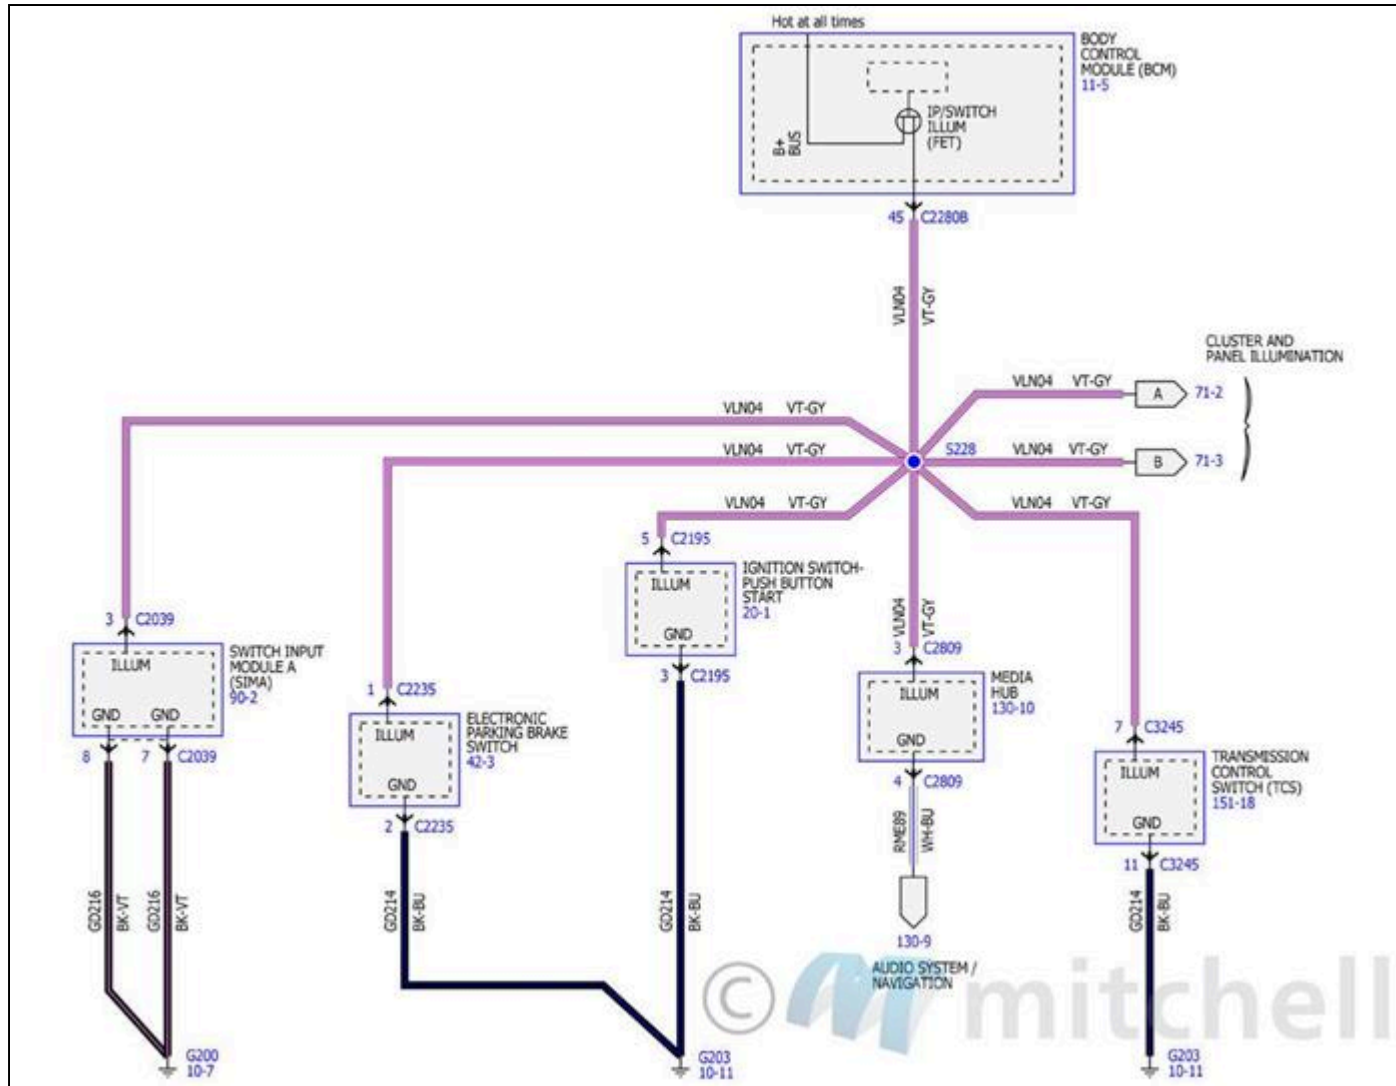 Hot at all times
BODY
CONTROL
MODULE (BCM)
11-5
IP/SWITCH
ILLUM
(FET)
B+
BUS
45 C2280B
VLN04 VT-GY
CLUSTER AND
PANEL ILLUMINATION
VLN04 VT-GY
A 71-2
VLN04 VT-GY
VLN04 VT-GY
S228
VLN04 VT-GY
B 71-3
VLN04 VT-GY
VLN04 VT-GY
5 C2195
ILLUM
GND
IGNITION SWITCH-
PUSH BUTTON
START
20-1
3 C2195
VLN04 VT-GY
3 C2039
ILLUM
GND GND
SWITCH INPUT
MODULE A
(SIMA)
90-2
8 7 C2039
1 C2235
ILLUM
GND
ELECTRONIC
PARKING BRAKE
SWITCH
42-3
2 C2235
3 C2809
ILLUM
GND
MEDIA
HUB
130-10
4 C2809
RME89 WH-BU
7 C3245
ILLUM
GND
TRANSMISSION
CONTROL
SWITCH (TCS)
151-18
11 C3245
GD216 BK-VT
GD216 BK-VT
GD214 BK-BU
GD214 BK-BU
GD214 BK-BU
130-9
AUDIO SYSTEM /
NAVIGATION
© mitchell
G200
10-7
G203
10-11
G203
10-11